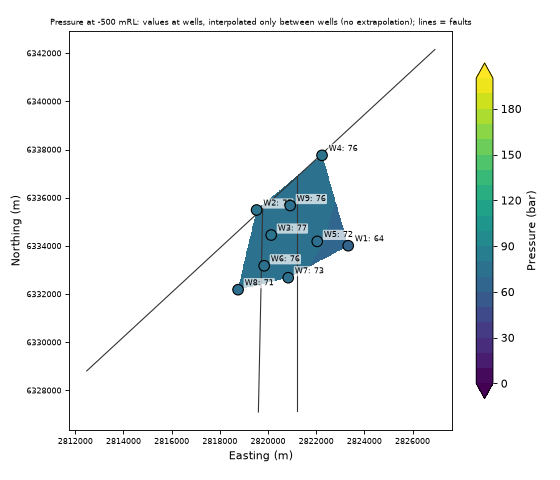 Pressure at -500 mRL: values at wells, interpolated only between wells (no extrapolation); lines = faults
6342000
6340000
6338000
6336000
6334000
6332000
6330000
6328000
Northing (m)
W4: 76
W9: 76
W2:
W3: 77
W5: 72
W1: 64
W6: 76
W7: 73
W8: 71
2812000 2814000 2816000 2818000 2820000 2822000 2824000 2826000
Easting (m)
180
150
120
90
60
30
0
Pressure (bar)